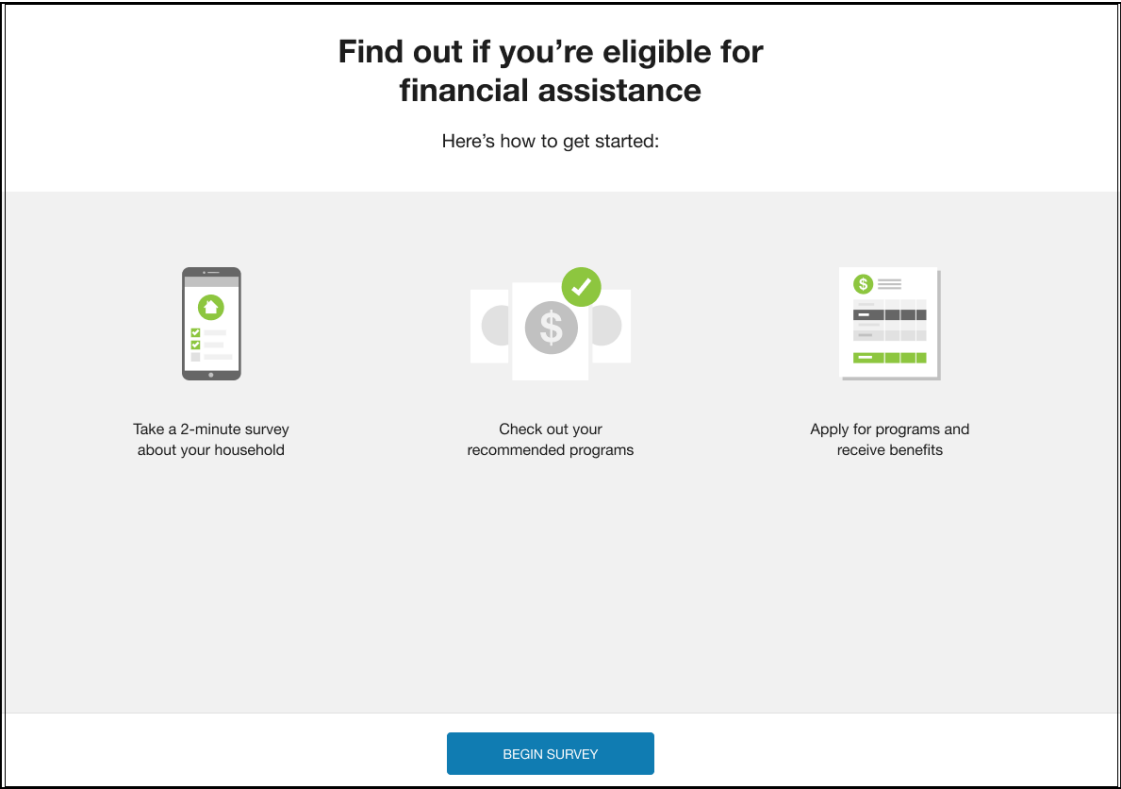 Find out if you’re eligible for
financial assistance
Here’s how to get started:
$
$
Take a 2-minute survey
about your household
Check out your
recommended programs
Apply for programs and
receive benefits
BEGIN SURVEY